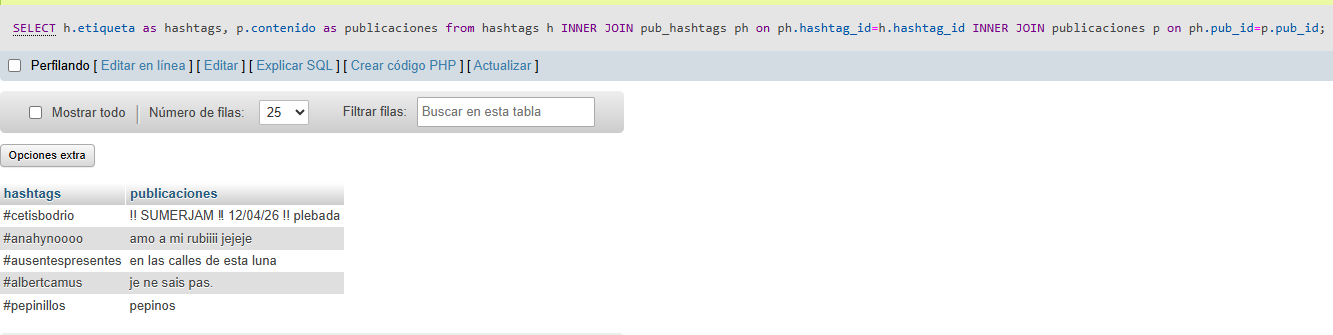 SELECT h.etiqueta as hashtags, p.contenido as publicaciones from hashtags h INNER JOIN pub_hashtags ph on ph.hashtag_id=h.hashtag_id INNER JOIN publicaciones p on ph.pub_id=p.pub_id;
Perfilando [ Editar en línea ] [ Editar ] [ Explicar SQL ] [ Crear código PHP ] [ Actualizar ]
Mostrar todo Número de filas: 25 Filtrar filas: Buscar en esta tabla
Opciones extra
hashtags publicaciones
#cetisbodrio !! SUMERJAM !! 12/04/26 !! plebada
#anahynoooo amo a mi rubiiii jejeje
#ausentespresentes en las calles de esta luna
#albertcamus je ne sais pas.
#pepinillos pepinos